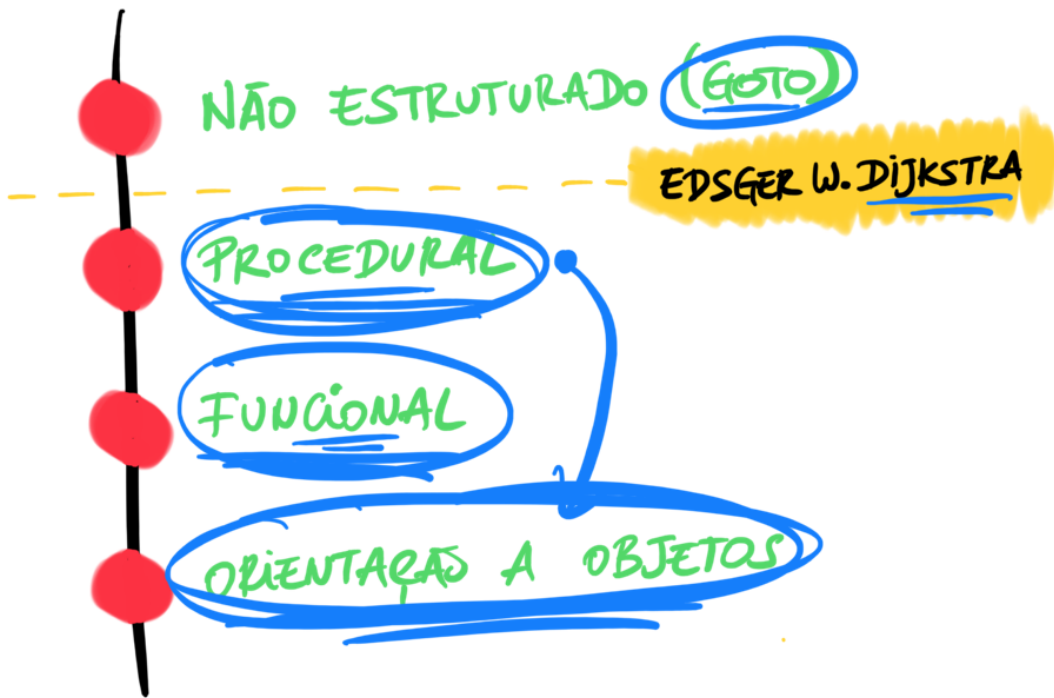 NÃO ESTRUTURADO (GOTO)
EDSGER W. DIJKSTRA
PROCEDURAL
FUNCIONAL
ORIENTAÇÃO A OBJETOS